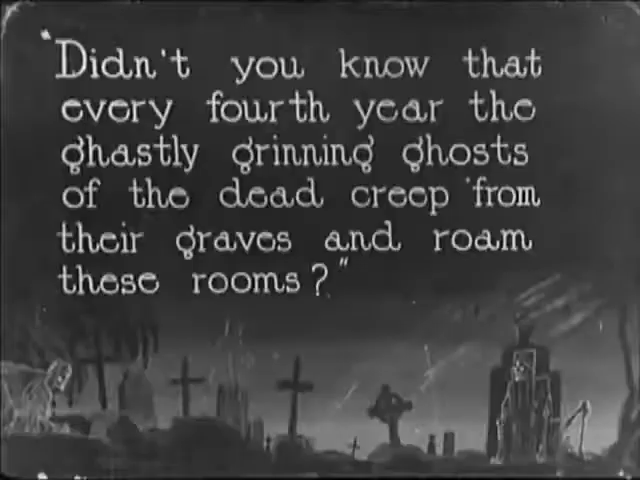 "Didn't you know that
every fourth year the
ghastly grinning ghosts
of the dead creep from
their graves and roam
these rooms?"